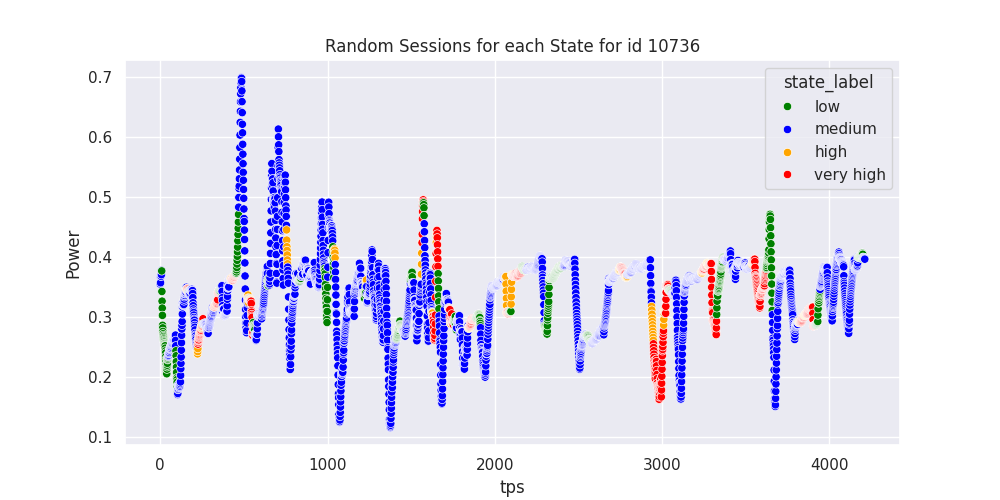 Random Sessions for each State for id 10736
0.7
0.6
0.5
0.4
0.3
0.2
0.1
Power
0
1000
2000
3000
4000
tps
state_label
low
medium
high
very high